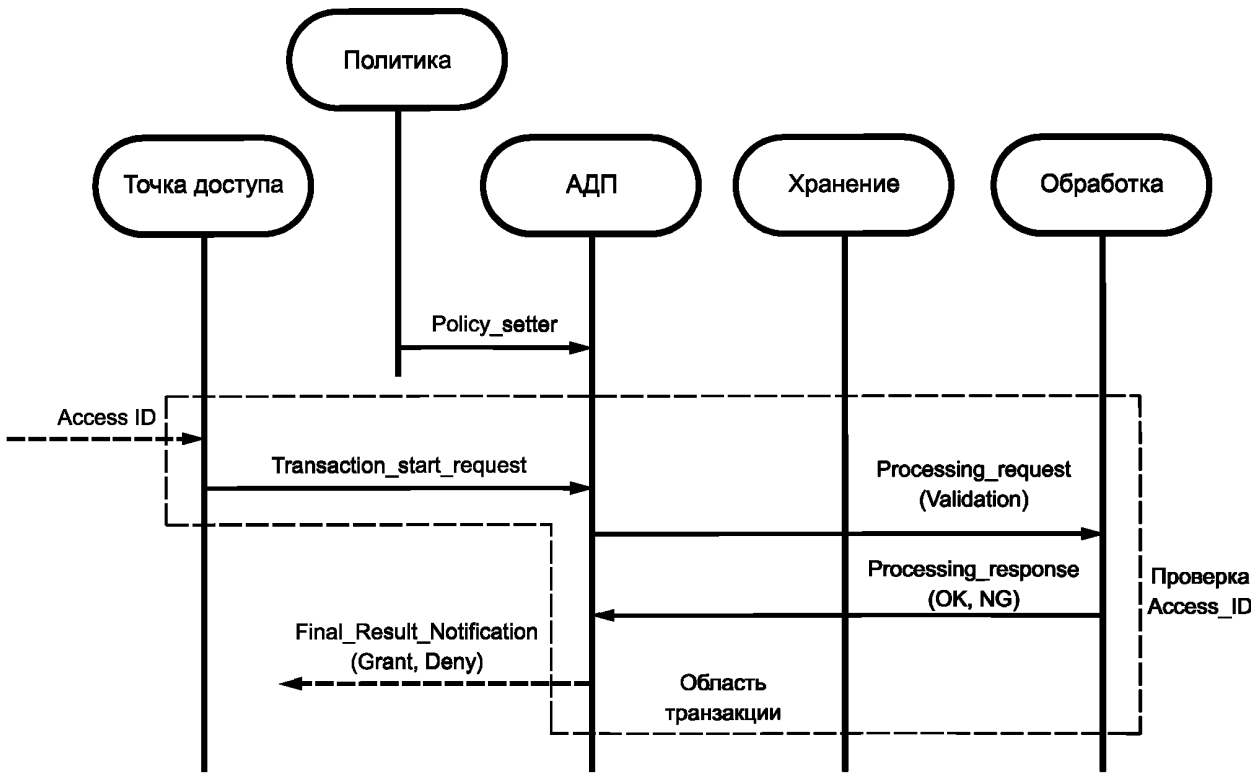 Политика
Точка доступа
АДП
Хранение
Обработка
Policy_setter
Access ID
Transaction_start_request
Processing_request
(Validation)
Processing_response
(OK, NG)
Проверка
Access_ID
Final_Result_Notification
(Grant, Deny)
Область
транзакции